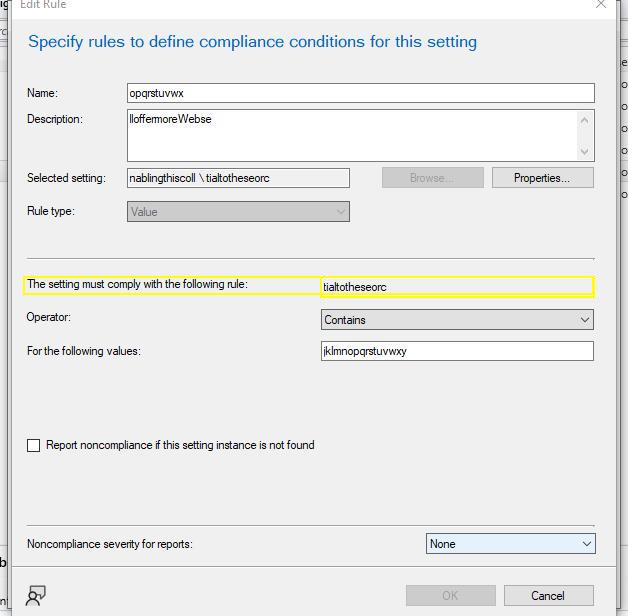 Edit Rule
Specify rules to define compliance conditions for this setting
Name: opqrstuvwx
Description: lloffermoreWebse
Selected setting: nablingthiscoll \ tialtotheseorc Browse... Properties...
Rule type: Value
The setting must comply with the following rule: tialtotheseorc
Operator: Contains
For the following values: jklmnopqrstuvwxy
Report noncompliance if this setting instance is not found
Noncompliance severity for reports: None
OK Cancel